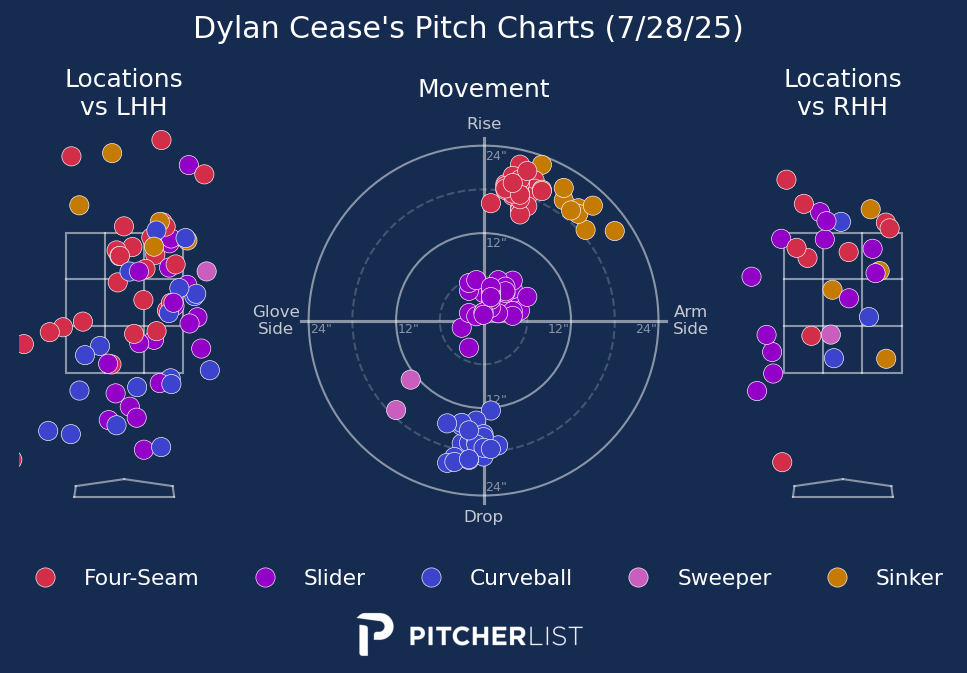 Dylan Cease's Pitch Charts (7/28/25)
Locations
vs LHH
Movement
Locations
vs RHH
Rise
24"
12"
Glove
Side
24"
12"
12"
24"
Arm
Side
12"
24"
Drop
Four-Seam
Slider
Curveball
Sweeper
Sinker
PITCHERLIST